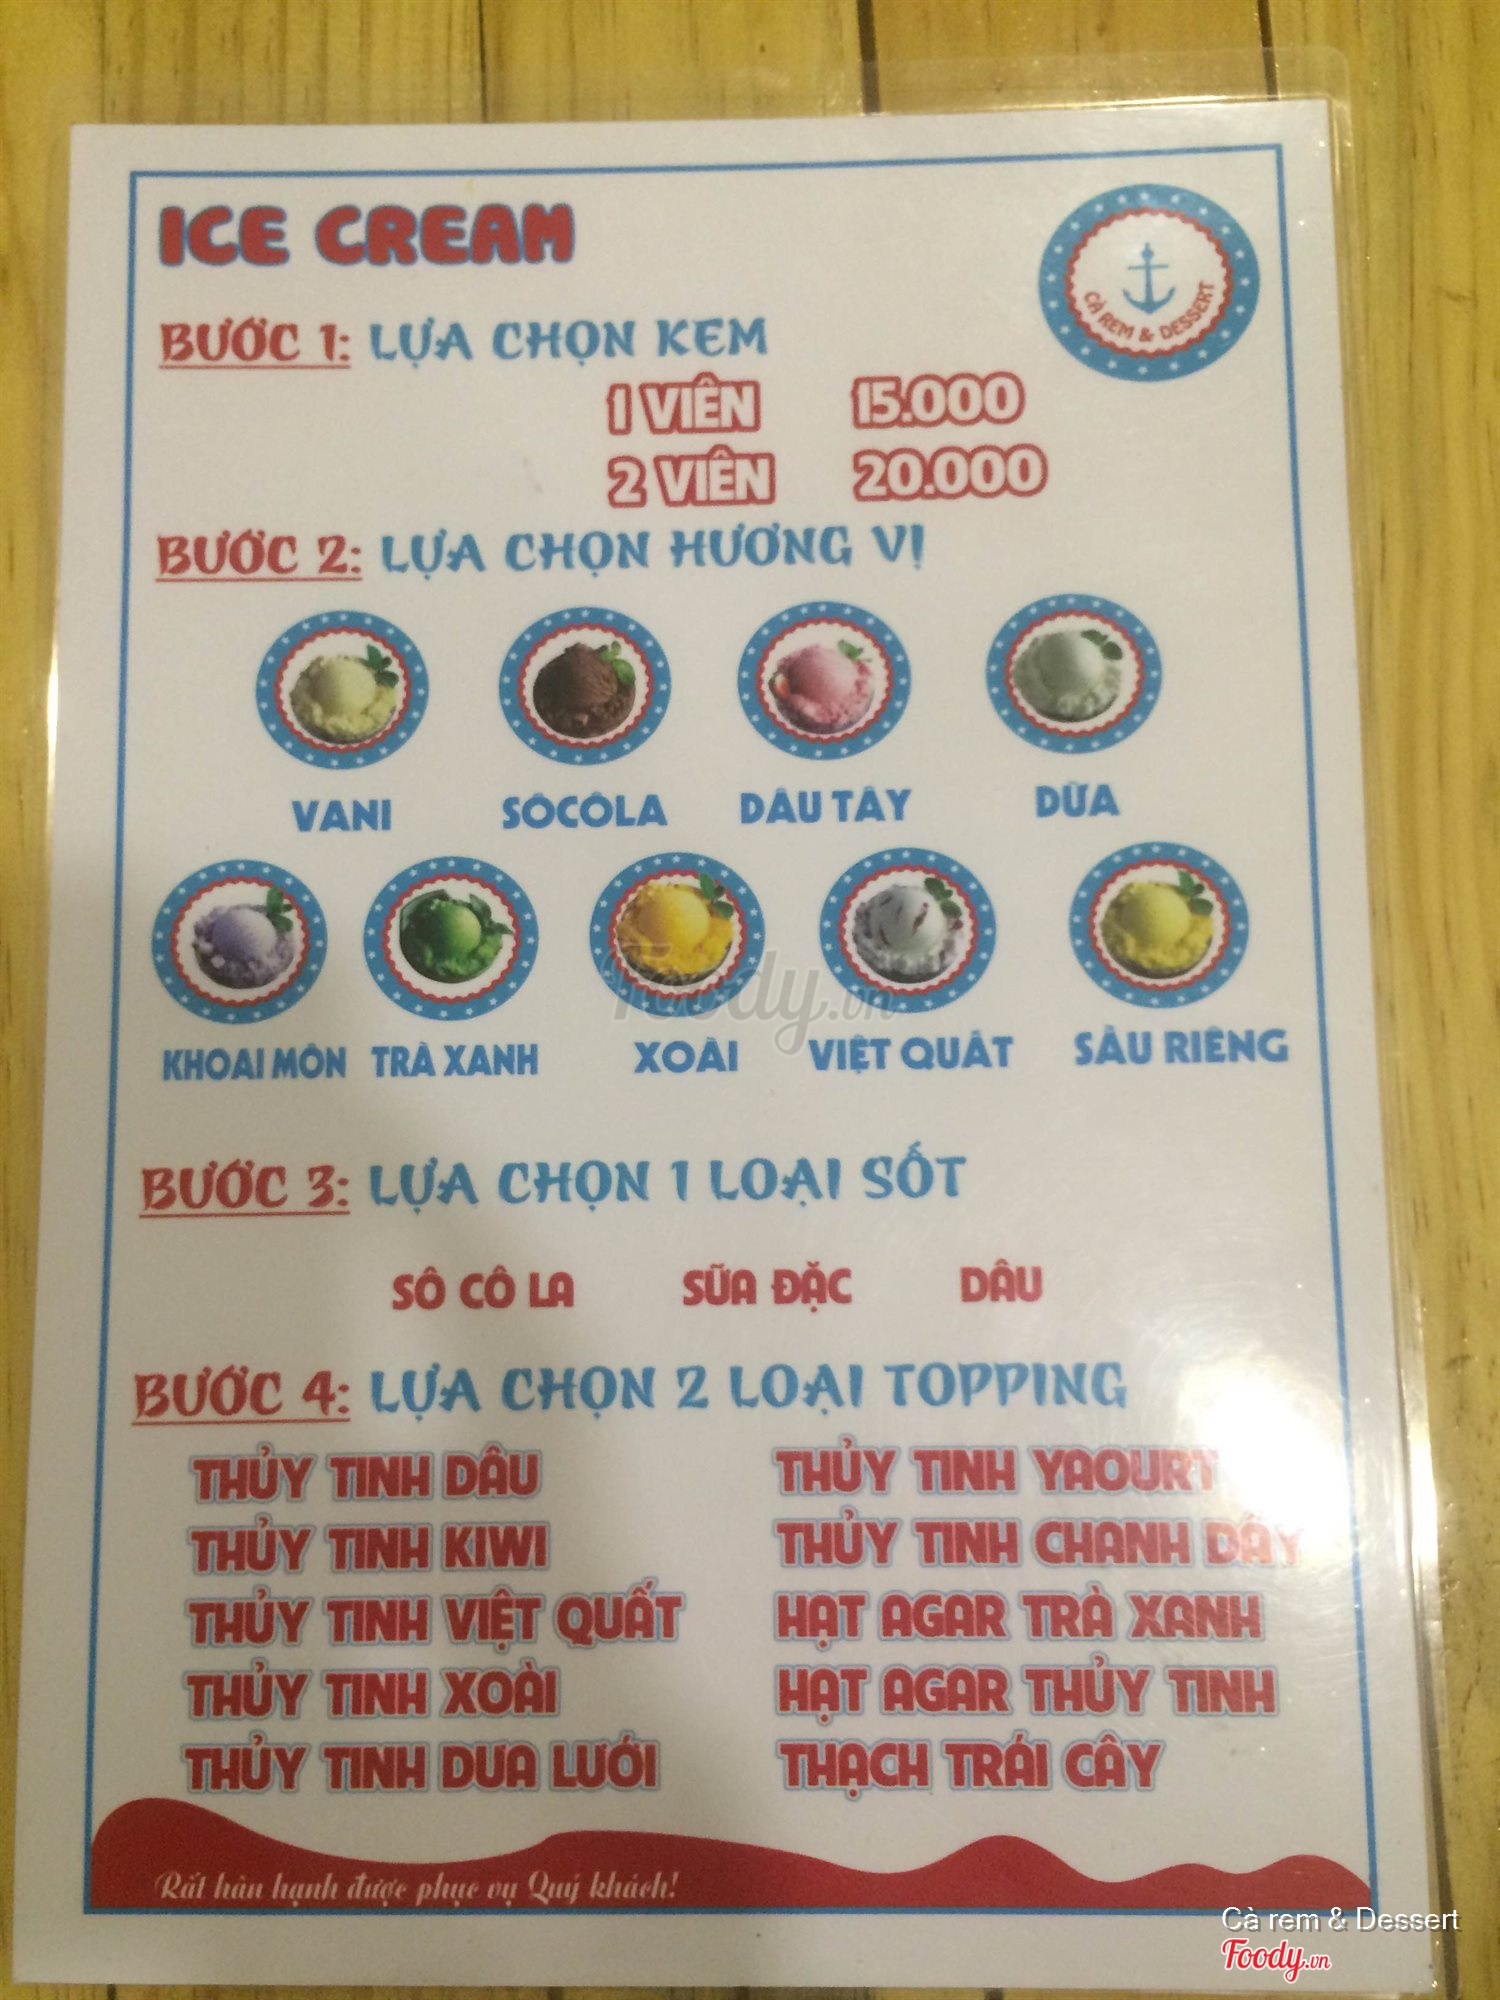 ICE CREAM
CÀ REM & DESSERT
BƯỚC 1: LỰA CHỌN KEM
1 VIÊN 15.000
2 VIÊN 20.000
BƯỚC 2: LỰA CHỌN HƯƠNG VỊ
VANI SÔCÔLA DÂU TÂY DỪA
KHOAI MÔN TRÀ XANH XOÀI VIỆT QUẤT SẦU RIÊNG
Foody.vn
BƯỚC 3: LỰA CHỌN 1 LOẠI SỐT
SÔ CÔ LA SỮA ĐẶC DÂU
BƯỚC 4: LỰA CHỌN 2 LOẠI TOPPING
THỦY TINH DÂU THỦY TINH YAOURT
THỦY TINH KIWI THỦY TINH CHANH DÂY
THỦY TINH VIỆT QUẤT HẠT AGAR TRÀ XANH
THỦY TINH XOÀI HẠT AGAR THỦY TINH
THỦY TINH DƯA LƯỚI THẠCH TRÁI CÂY
Rất hân hạnh được phục vụ Quý khách!
Cà rem & Dessert
Foody.vn